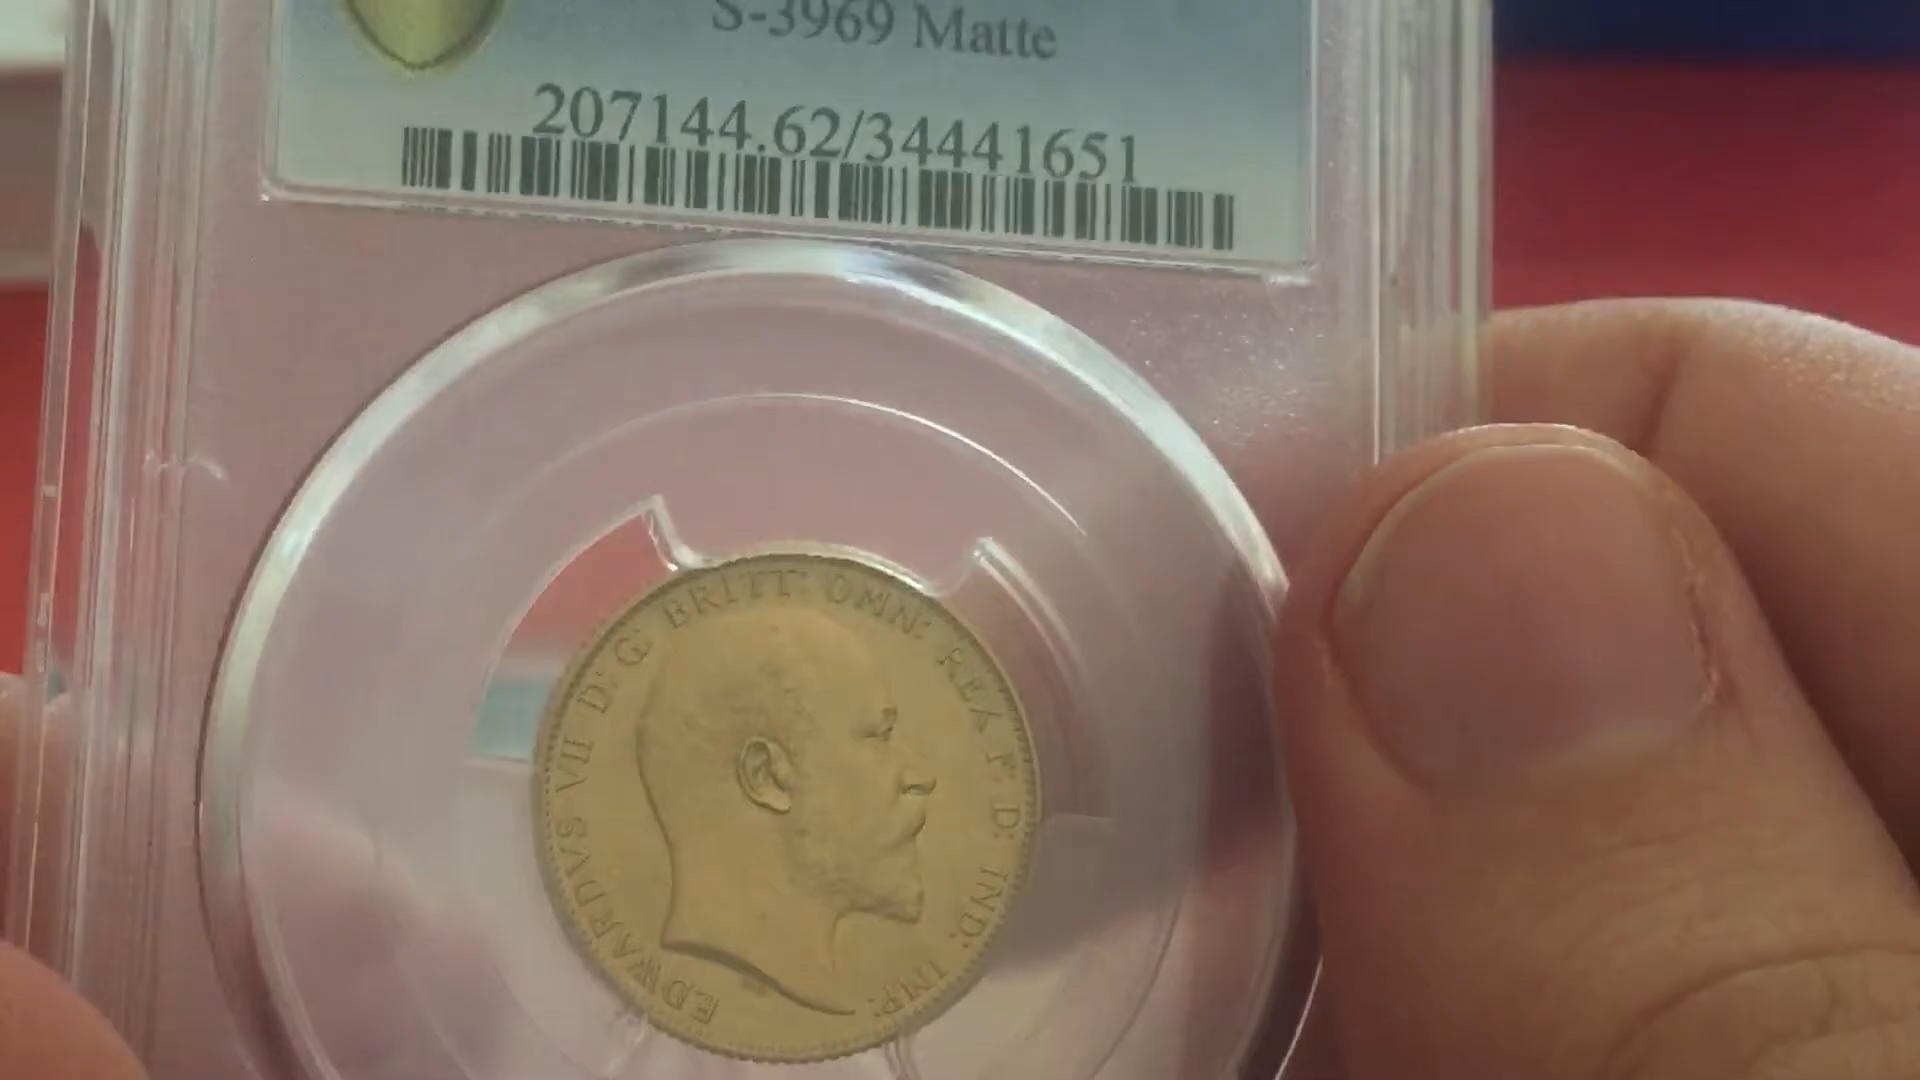 S-3969 Matte
207144.62/34441651
EDWARDVS VII D: G: BRITT: OMN: REX F: D: IND: IMP: